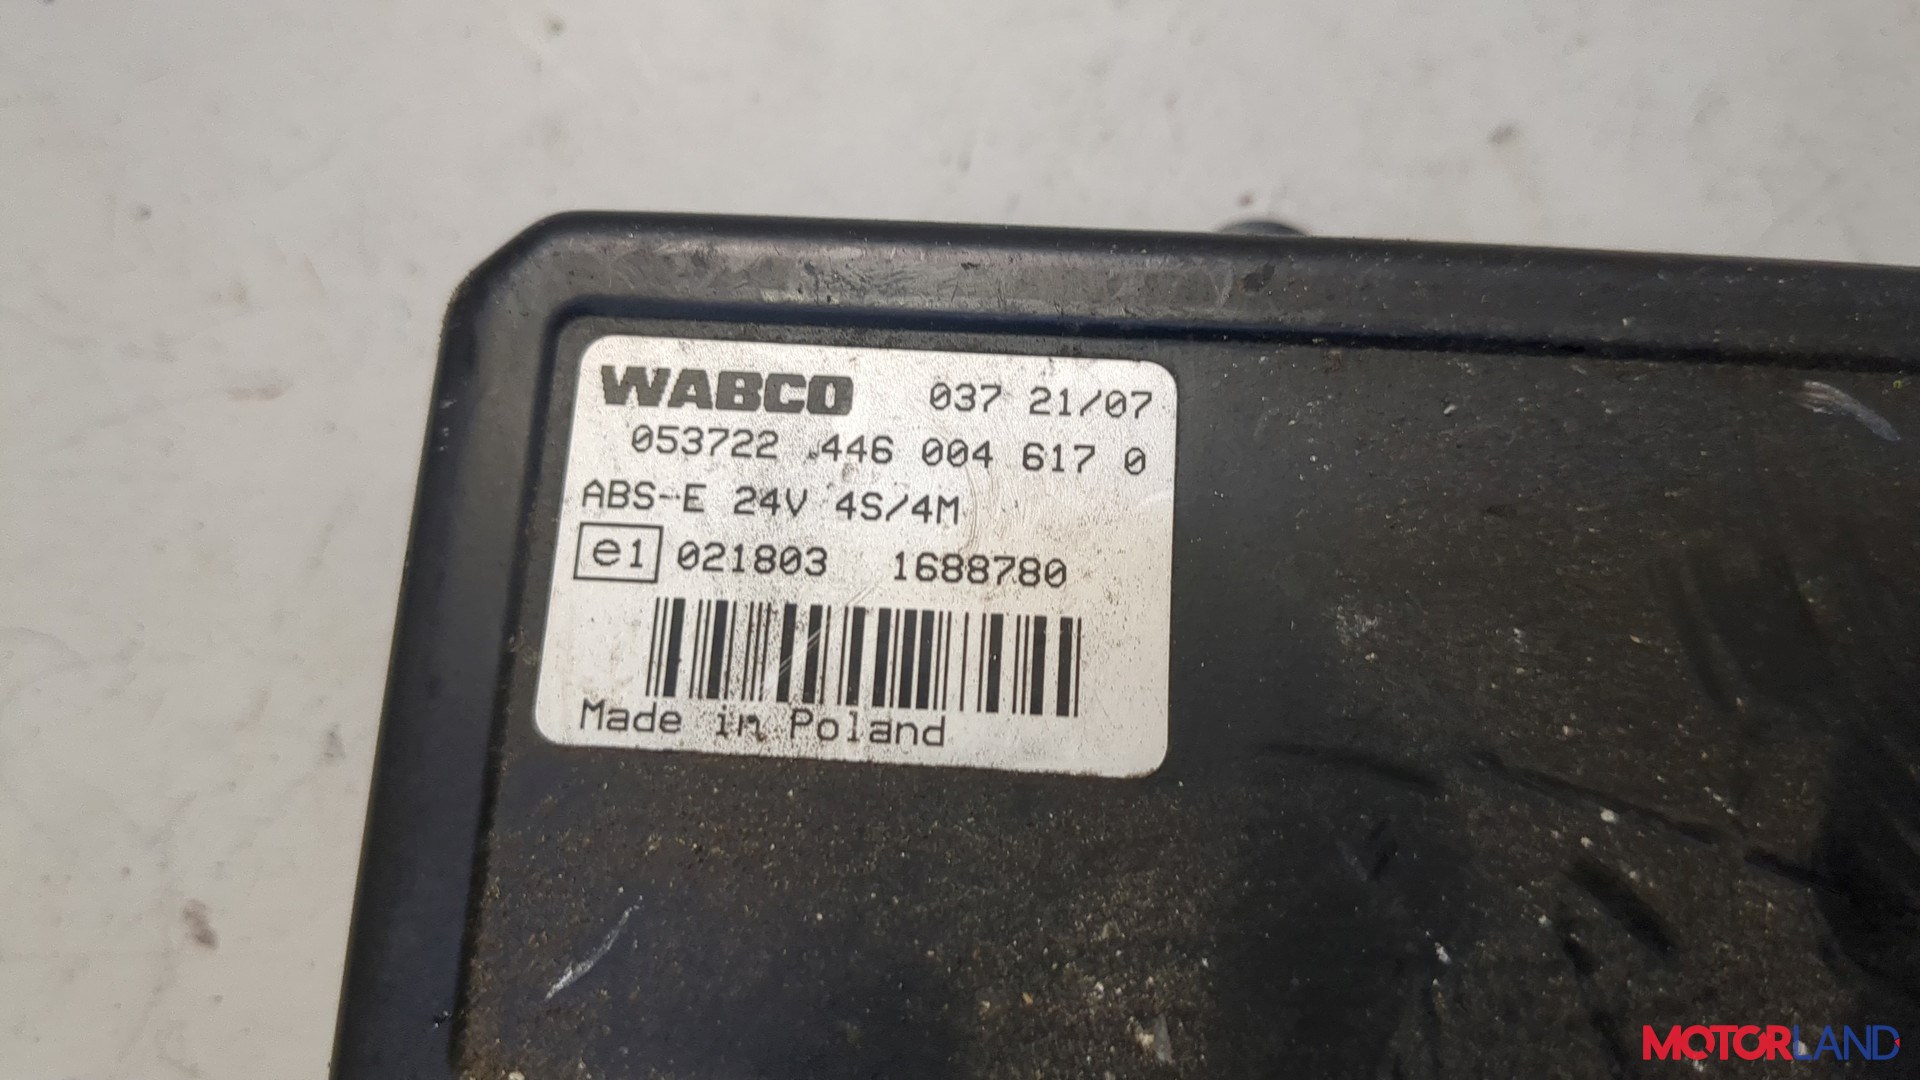 WABCO 037 21/07
053722 446 004 617 0
ABS-E 24V 4S/4M
e1 021803 1688780
Made in Poland
MOTORLAND